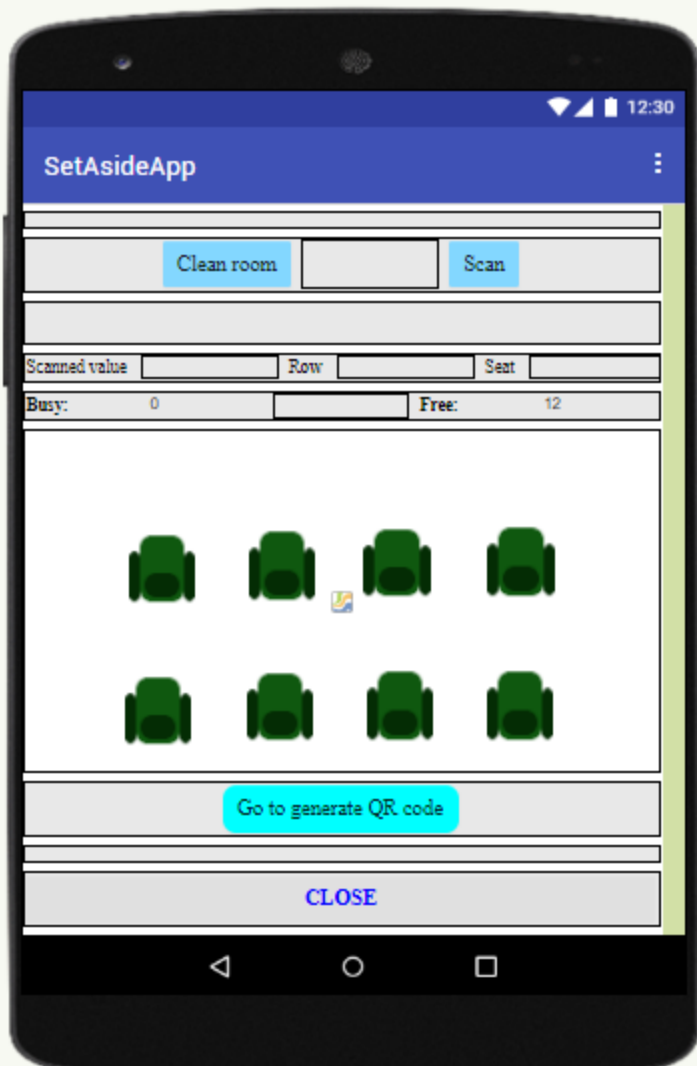 12:30
SetAsideApp
Clean room Scan
Scanned value Row Seat
Busy: 0 Free: 12
Go to generate QR code
CLOSE